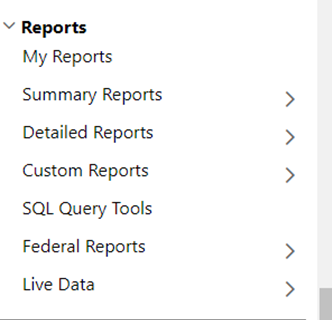 Reports
My Reports
Summary Reports
Detailed Reports
Custom Reports
SQL Query Tools
Federal Reports
Live Data